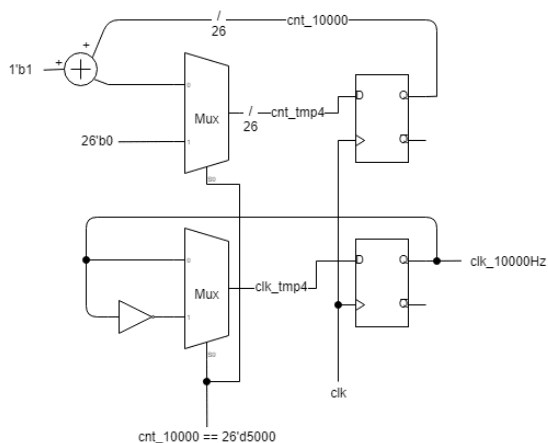 /
26
cnt_10000
+
1'b1
+
+
0
Mux
/
26
cnt_tmp4
D
Q
26'b0
1
Q
S0
0
Mux
clk_tmp4
D
Q
clk_10000Hz
1
Q
S0
clk
cnt_10000 == 26'd5000